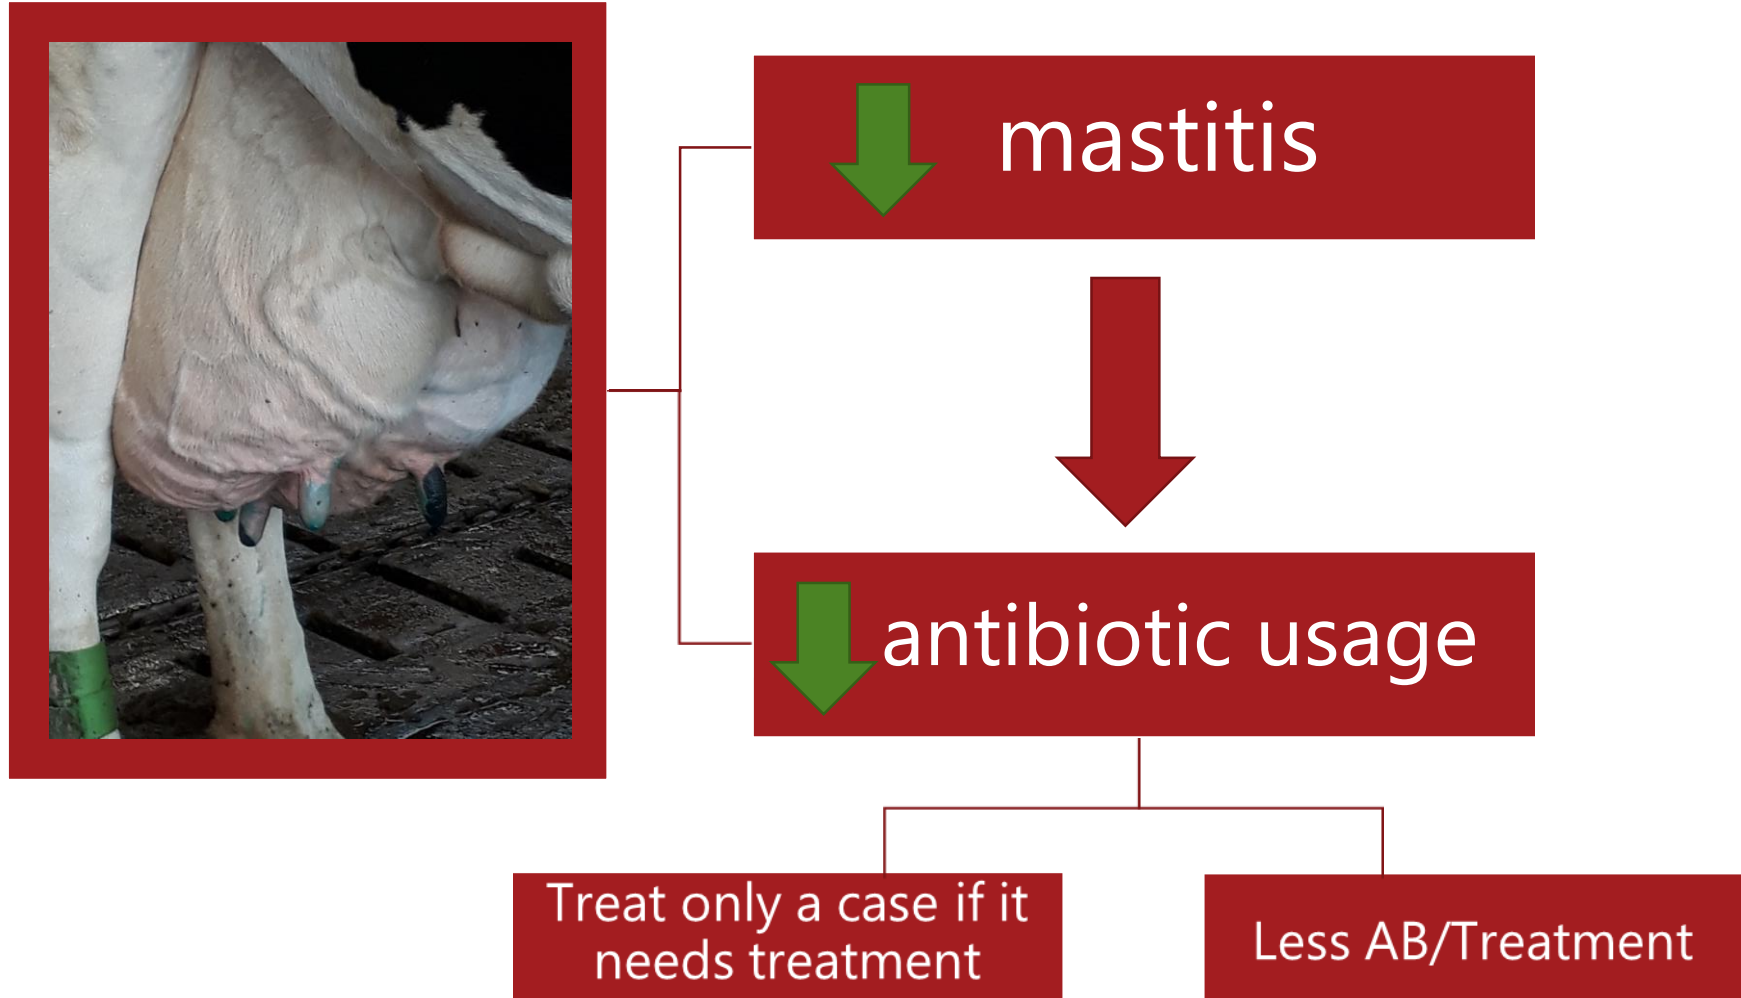 mastitis
antibiotic usage
Treat only a case if it
needs treatment
Less AB/Treatment